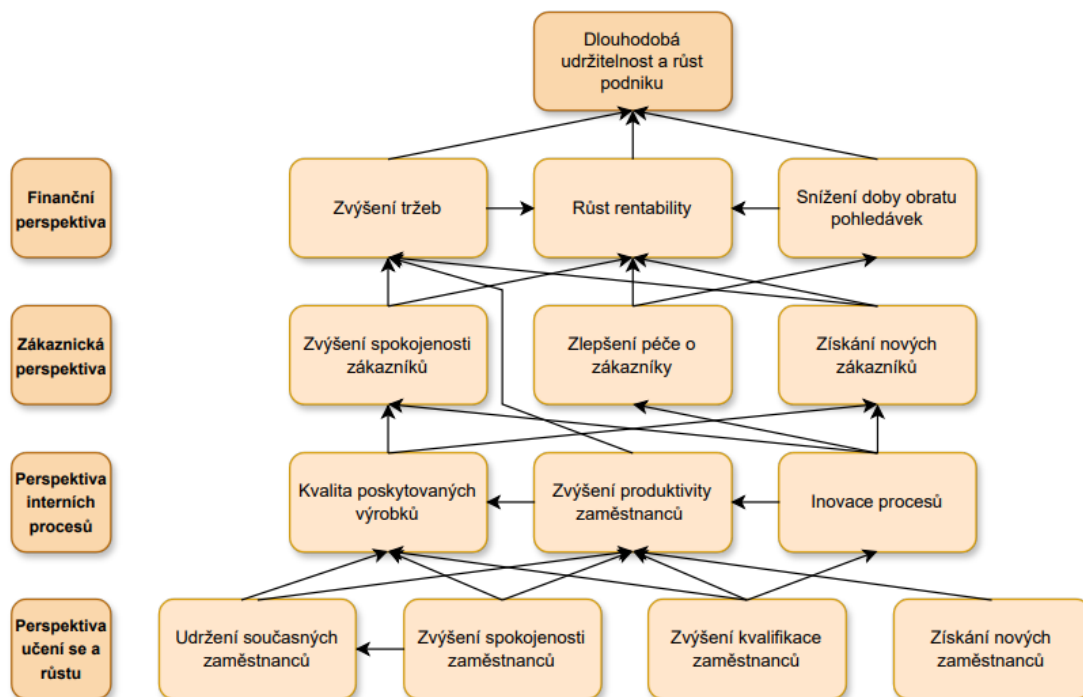 Dlouhodobá
udržitelnost a růst
podniku
Finanční
perspektiva
Zvýšení tržeb
Růst rentability
Snížení doby obratu
pohledávek
Zákaznická
perspektiva
Zvýšení spokojenosti
zákazníků
Zlepšení péče o
zákazníky
Získání nových
zákazníků
Perspektiva
interních
procesů
Kvalita poskytovaných
výrobků
Zvýšení produktivity
zaměstnanců
Inovace procesů
Perspektiva
učení se a
růstu
Udržení současných
zaměstnanců
Zvýšení spokojenosti
zaměstnanců
Zvýšení kvalifikace
zaměstnanců
Získání nových
zaměstnanců